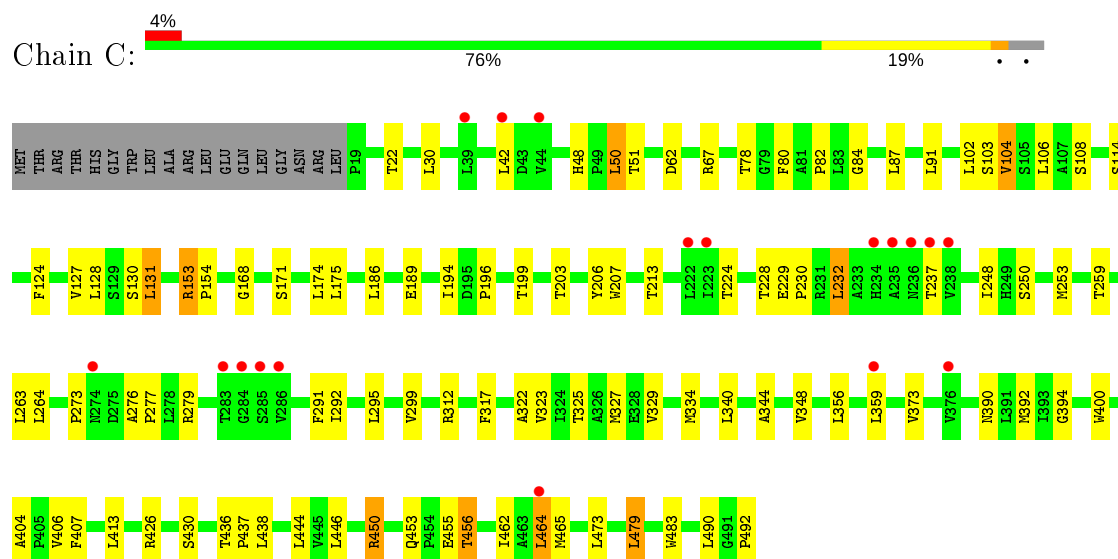 4%
Chain C:
76% 19% • •
MET THR ARG THR HIS GLY TRP LEU ALA ARG LEU GLU GLN LEU GLY ASN ARG LEU P19 T22 L30 L39 L42 D43 V44 H48 P49 L50 T51 D62 R67 T78 G79 F80 A81 P82 L83 G84 L87 L91 L102 S103 V104 S105 L106 A107 S108 S114
F124 V127 L128 S129 S130 L131 R153 P154 G168 S171 L174 L175 L186 E189 I194 D195 P196 T199 T203 Y206 W207 T213 L222 I223 T224 T228 E229 P230 R231 L232 A233 H234 A235 N236 T237 V238 I248 H249 S250 M253 T259
L263 L264 P273 N274 D275 A276 P277 L278 R279 T283 G284 S285 V286 F291 I292 L295 V299 R312 F317 A322 V323 I324 T325 A326 M327 E328 V329 M334 L340 A344 V348 L356 L359 V373 V376 N390 L391 M392 I393 G394 W400
A404 P405 V406 F407 L413 R426 S430 T436 P437 L438 L444 V445 L446 R450 Q453 P454 E455 T456 I462 A463 L464 M465 L473 L479 W483 L490 G491 P492